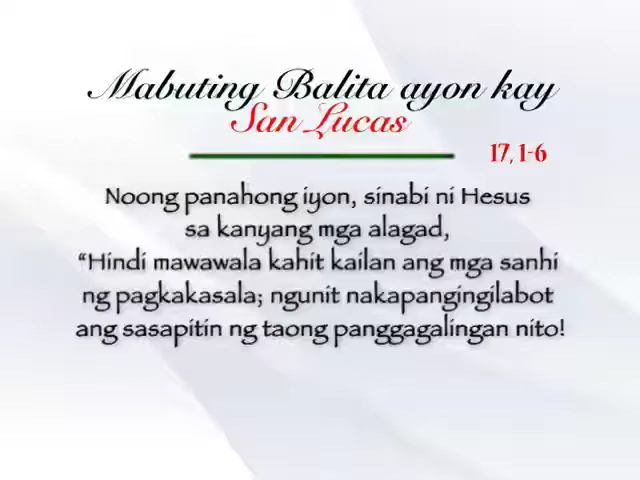 Mabuting Balita ayon kay
San Lucas
17, 1-6
Noong panahong iyon, sinabi ni Hesus
sa kanyang mga alagad,
“Hindi mawawala kahit kailan ang mga sanhi
ng pagkakasala; ngunit nakapangingilabot
ang sasapitin ng taong panggagalingan nito!